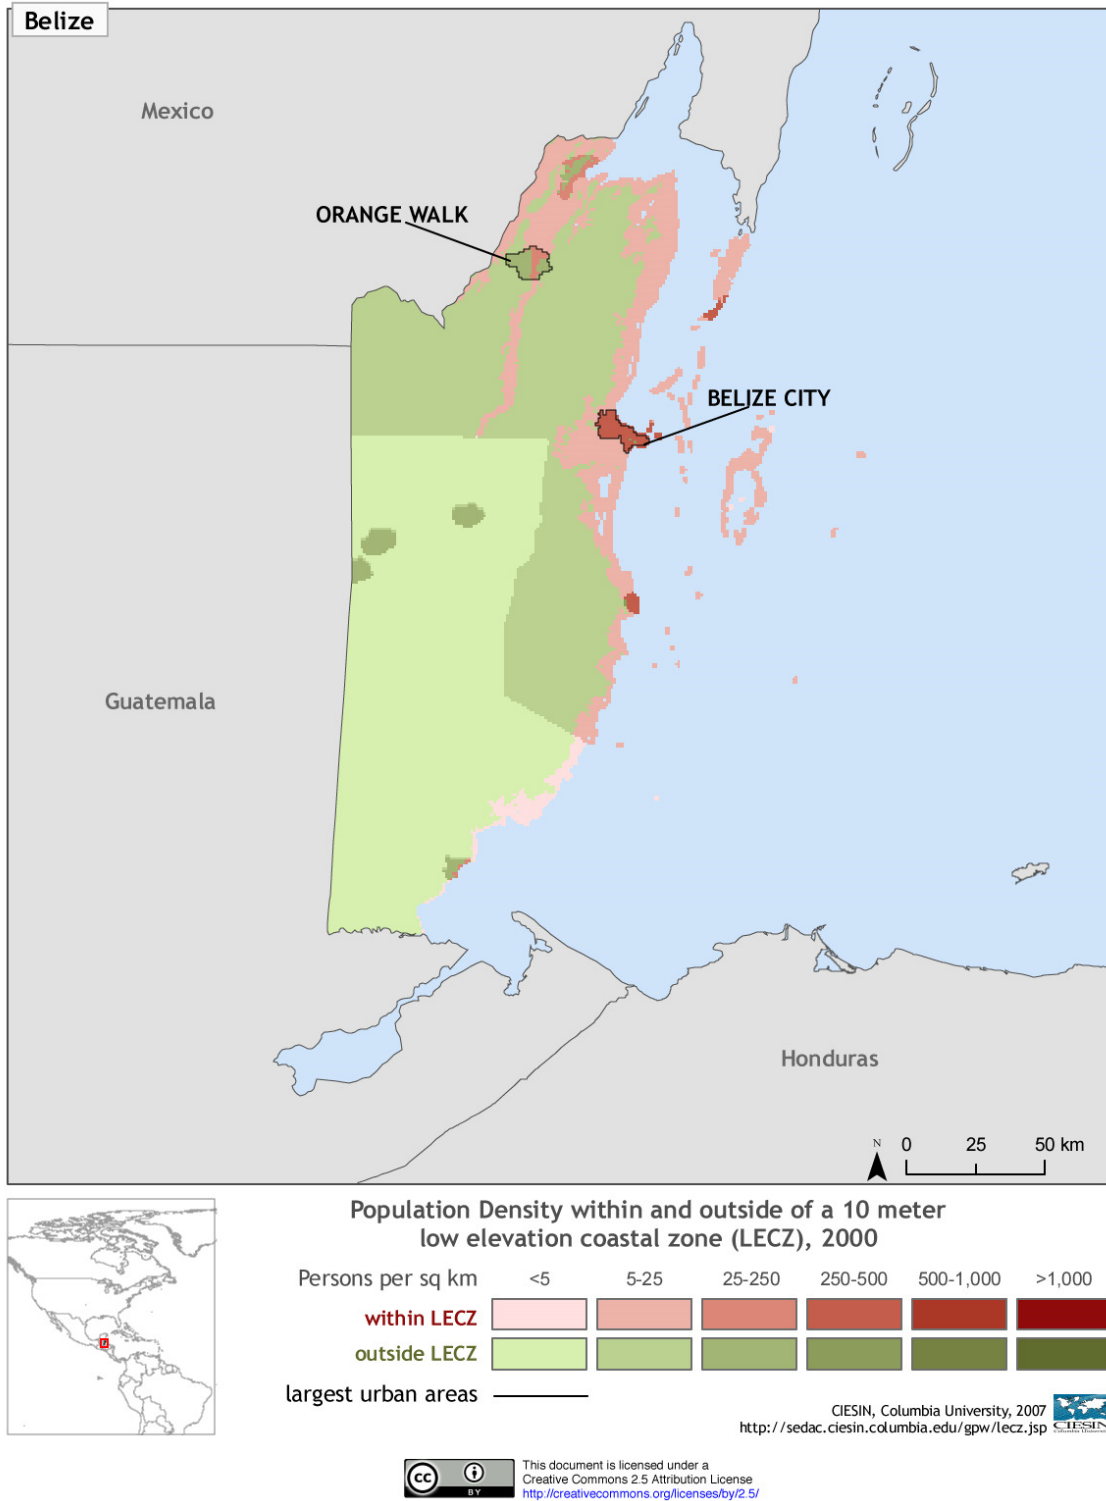 Belize
Mexico
ORANGE WALK
BELIZE CITY
Guatemala
Honduras
N
0 25 50 km
Population Density within and outside of a 10 meter
low elevation coastal zone (LECZ), 2000
Persons per sq km <5 5-25 25-250 250-500 500-1,000 >1,000
within LECZ
outside LECZ
largest urban areas
CIESIN, Columbia University, 2007
http://sedac.ciesin.columbia.edu/gpw/lecz.jsp
CIESIN
cc BY
This document is licensed under a
Creative Commons 2.5 Attribution License
http://creativecommons.org/licenses/by/2.5/